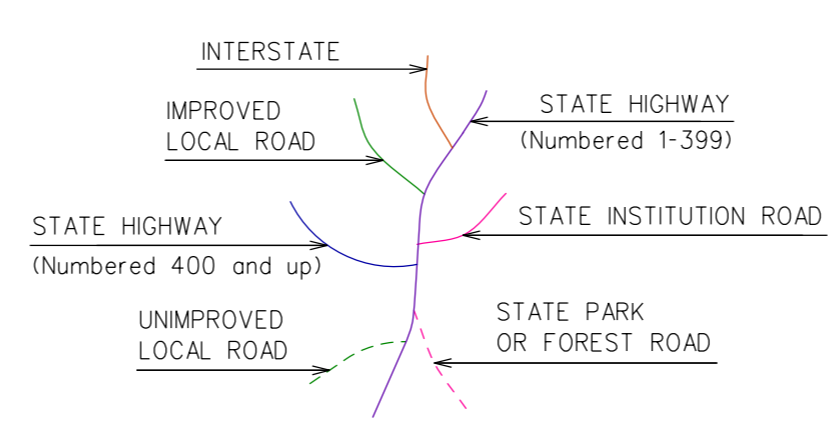 INTERSTATE
IMPROVED
LOCAL ROAD
STATE HIGHWAY
(Numbered 1-399)
STATE HIGHWAY
(Numbered 400 and up)
STATE INSTITUTION ROAD
UNIMPROVED
LOCAL ROAD
STATE PARK
OR FOREST ROAD